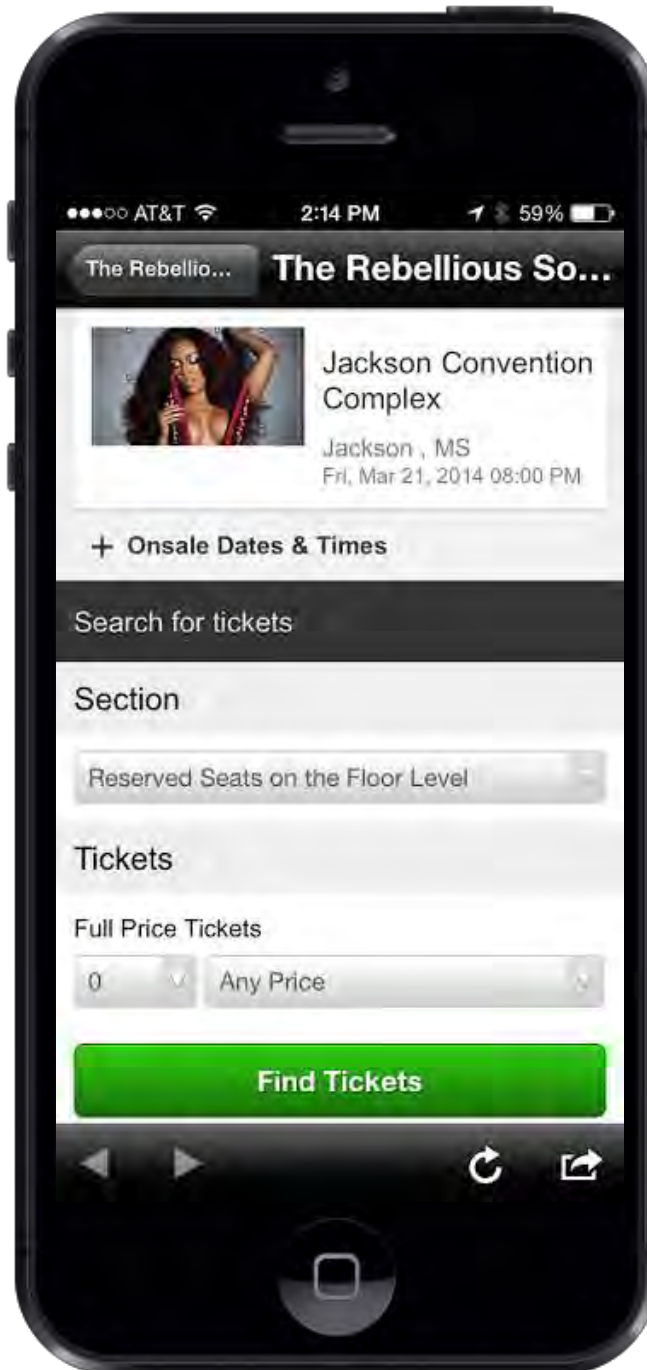 AT&T 2:14 PM 59%
The Rebellio... The Rebellious So...
Jackson Convention
Complex
Jackson , MS
Fri, Mar 21, 2014 08:00 PM
+ Onsale Dates & Times
Search for tickets
Section
Reserved Seats on the Floor Level
Tickets
Full Price Tickets
0 Any Price
Find Tickets